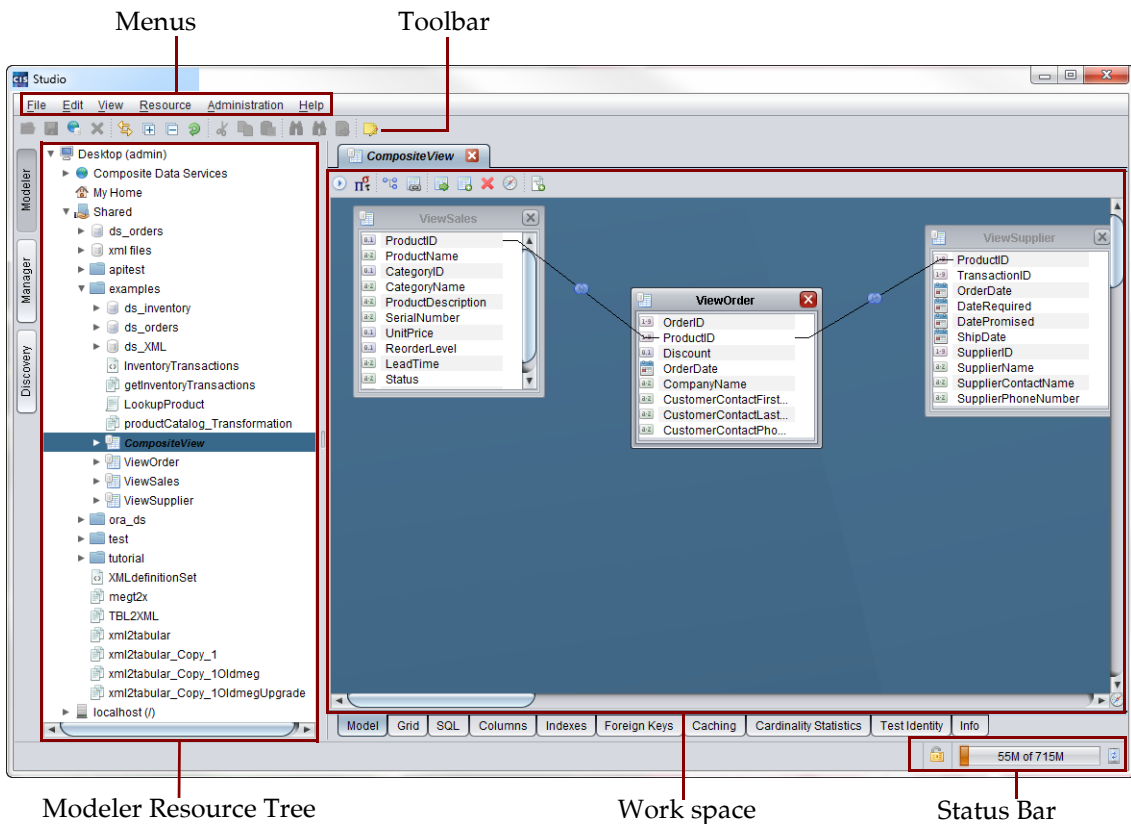 Menus
Toolbar
CIS Studio
File Edit View Resource Administration Help
Modeler
Manager
Discovery
Desktop (admin)
Composite Data Services
My Home
Shared
ds_orders
xml files
apitest
examples
ds_inventory
ds_orders
ds_XML
InventoryTransactions
getInventoryTransactions
LookupProduct
productCatalog_Transformation
CompositeView
ViewOrder
ViewSales
ViewSupplier
ora_ds
test
tutorial
XMLdefinitionSet
megt2x
TBL2XML
xml2tabular
xml2tabular_Copy_1
xml2tabular_Copy_1Oldmeg
xml2tabular_Copy_1OldmegUpgrade
localhost (/)
CompositeView
ViewSales
ProductID
ProductName
CategoryID
CategoryName
ProductDescription
SerialNumber
UnitPrice
ReorderLevel
LeadTime
Status
ViewOrder
OrderID
ProductID
Discount
OrderDate
CompanyName
CustomerContactFirst...
CustomerContactLast...
CustomerContactPho...
ViewSupplier
ProductID
TransactionID
OrderDate
DateRequired
DatePromised
ShipDate
SupplierID
SupplierName
SupplierContactName
SupplierPhoneNumber
Model Grid SQL Columns Indexes Foreign Keys Caching Cardinality Statistics Test Identity Info
55M of 715M
Modeler Resource Tree
Work space
Status Bar